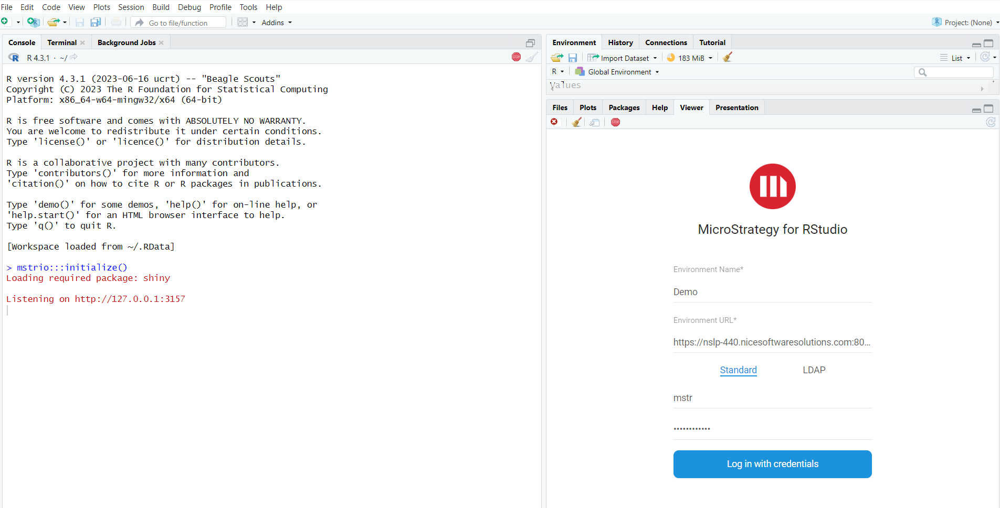 File Edit Code View Plots Session Build Debug Profile Tools Help
Go to file/function Addins Project: (None)
Console Terminal Background Jobs
R 4.3.1 · ~/
R version 4.3.1 (2023-06-16 ucrt) -- "Beagle Scouts"
Copyright (C) 2023 The R Foundation for Statistical Computing
Platform: x86_64-w64-mingw32/x64 (64-bit)
R is free software and comes with ABSOLUTELY NO WARRANTY.
You are welcome to redistribute it under certain conditions.
Type 'license()' or 'licence()' for distribution details.
R is a collaborative project with many contributors.
Type 'contributors()' for more information and
'citation()' on how to cite R or R packages in publications.
Type 'demo()' for some demos, 'help()' for on-line help, or
'help.start()' for an HTML browser interface to help.
Type 'q()' to quit R.
[Workspace loaded from ~/.RData]
> mstrio:::initialize()
Loading required package: shiny
Listening on http://127.0.0.1:3157
Environment History Connections Tutorial
Import Dataset 183 MiB List
R Global Environment
Values
Files Plots Packages Help Viewer Presentation
MicroStrategy for RStudio
Environment Name*
Demo
Environment URL*
https://nslp-440.nicesoftwaresolutions.com:80...
Standard LDAP
mstr
••••••••••••
Log in with credentials